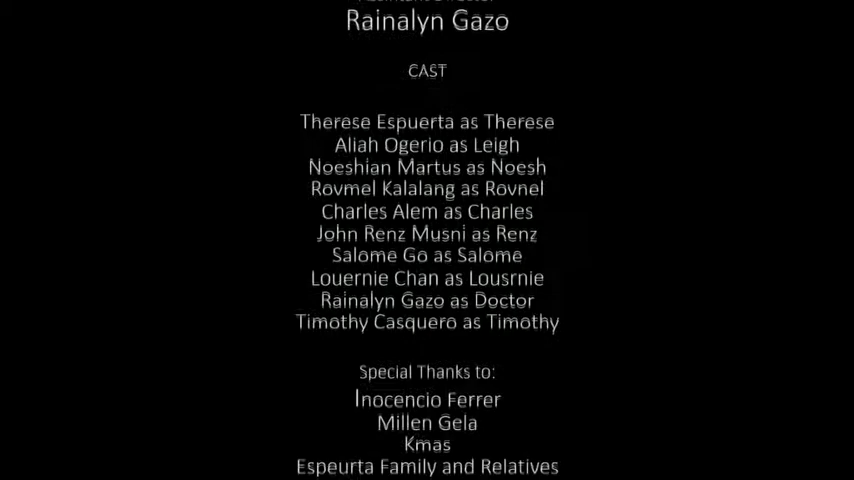 Rainalyn Gazo
CAST
Therese Espuerta as Therese
Aliah Ogerio as Leigh
Noeshian Martus as Noesh
Rovmel Kalalang as Rovnel
Charles Alem as Charles
John Renz Musni as Renz
Salome Go as Salome
Louernie Chan as Lousrnie
Rainalyn Gazo as Doctor
Timothy Casquero as Timothy
Special Thanks to:
Inocencio Ferrer
Millen Gela
Kmas
Espeurta Family and Relatives